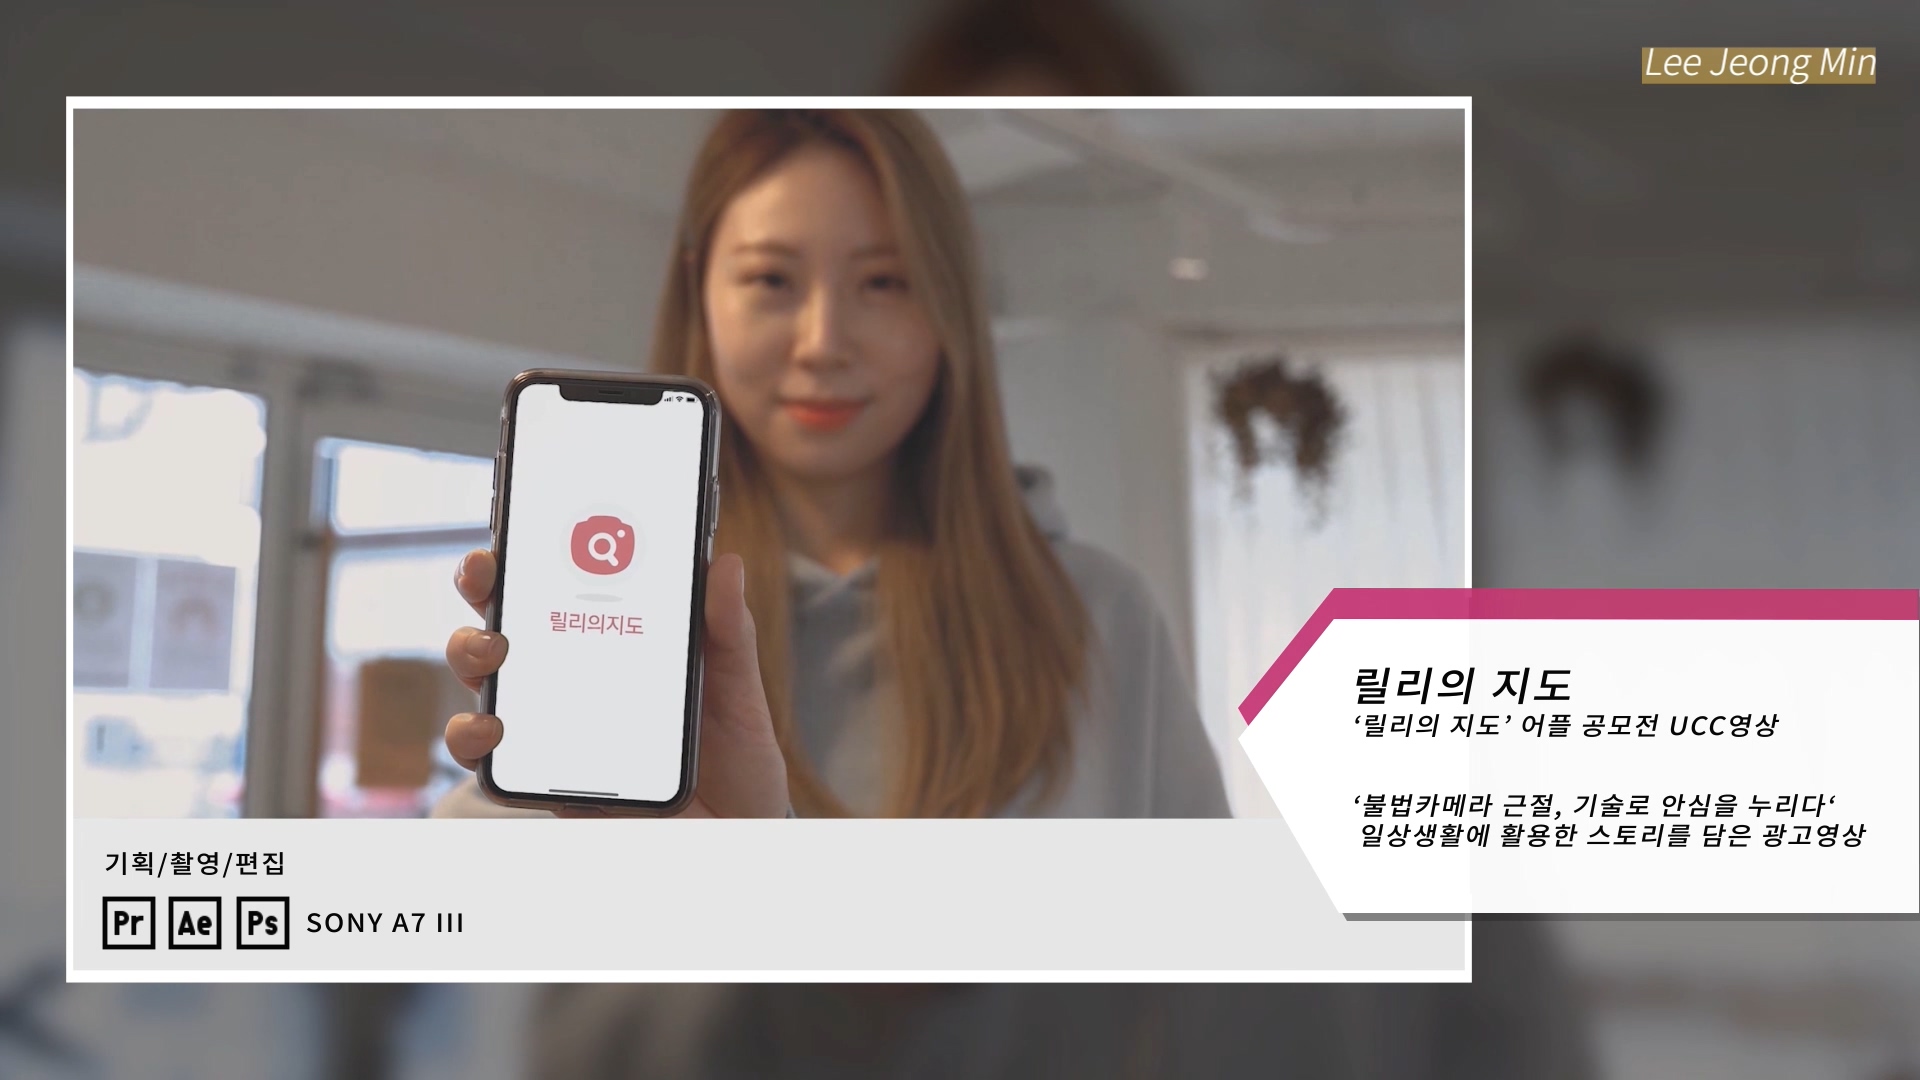 Lee Jeong Min
릴리의지도
릴리의 지도
‘릴리의 지도’ 어플 공모전 UCC영상
‘불법카메라 근절, 기술로 안심을 누리다‘
일상생활에 활용한 스토리를 담은 광고영상
기획/촬영/편집
Pr Ae Ps SONY A7 III